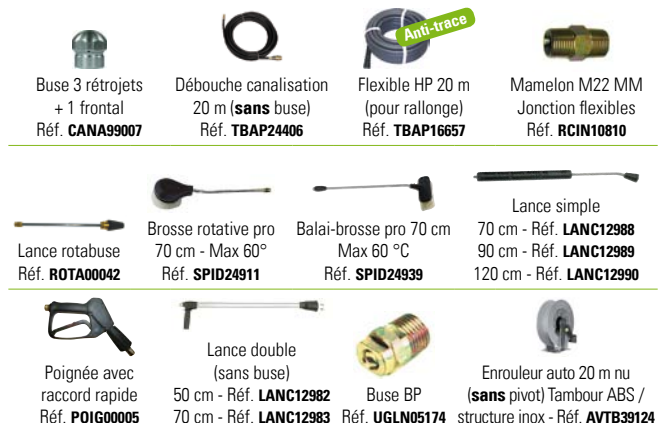 Anti-trace
Buse 3 rétrojets
+ 1 frontal
Réf. CANA99007
Débouche canalisation
20 m (sans buse)
Réf. TBAP24406
Flexible HP 20 m
(pour rallonge)
Réf. TBAP16657
Mamelon M22 MM
Jonction flexibles
Réf. RCIN10810
Lance rotabuse
Réf. ROTA00042
Brosse rotative pro
70 cm - Max 60°
Réf. SPID24911
Balai-brosse pro 70 cm
Max 60 °C
Réf. SPID24939
Lance simple
70 cm - Réf. LANC12988
90 cm - Réf. LANC12989
120 cm - Réf. LANC12990
Poignée avec
raccord rapide
Réf. POIG00005
Lance double
(sans buse)
50 cm - Réf. LANC12982
70 cm - Réf. LANC12983
Buse BP
Réf. UGLN05174
Enrouleur auto 20 m nu
(sans pivot) Tambour ABS /
structure inox - Réf. AVTB39124